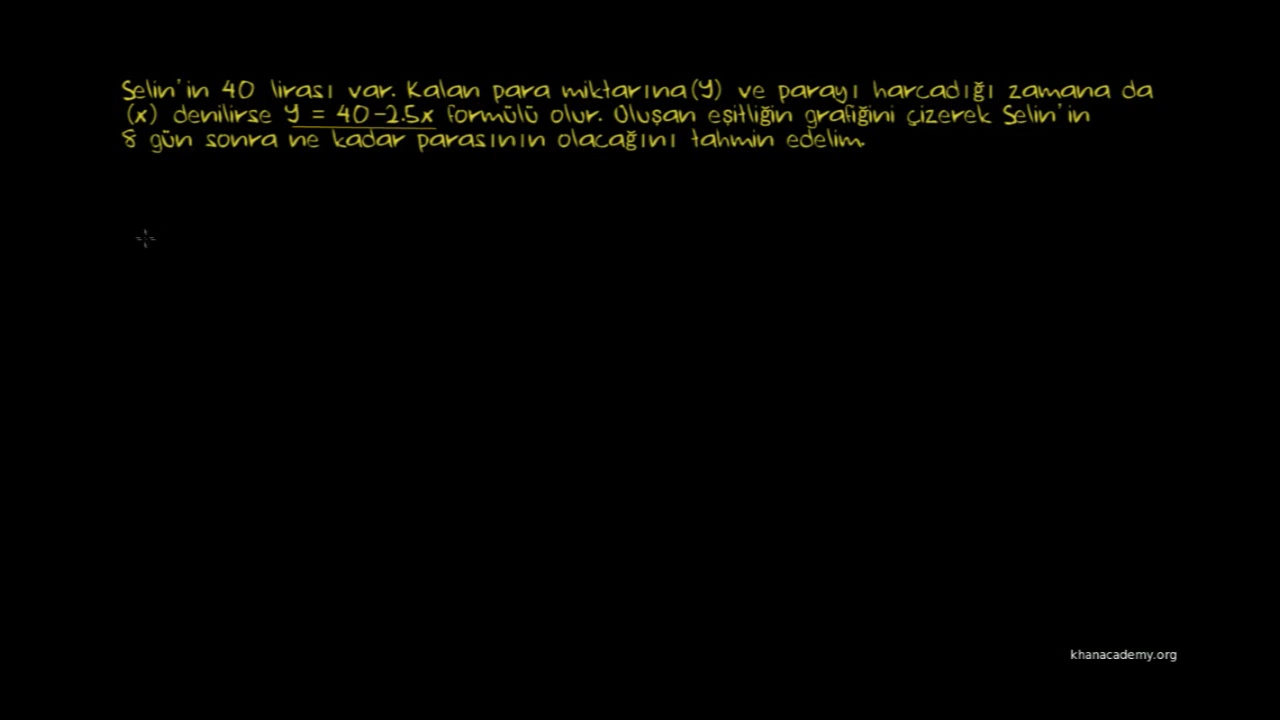 Selin'in 40 lirası var. Kalan para miktarına (y) ve parayı harcadığı zamana da
(x) denilirse y = 40-2.5x formülü olur. Oluşan eşitliğin grafiğini çizerek Selin'in
8 gün sonra ne kadar parasının olacağını tahmin edelim.
khanacademy.org